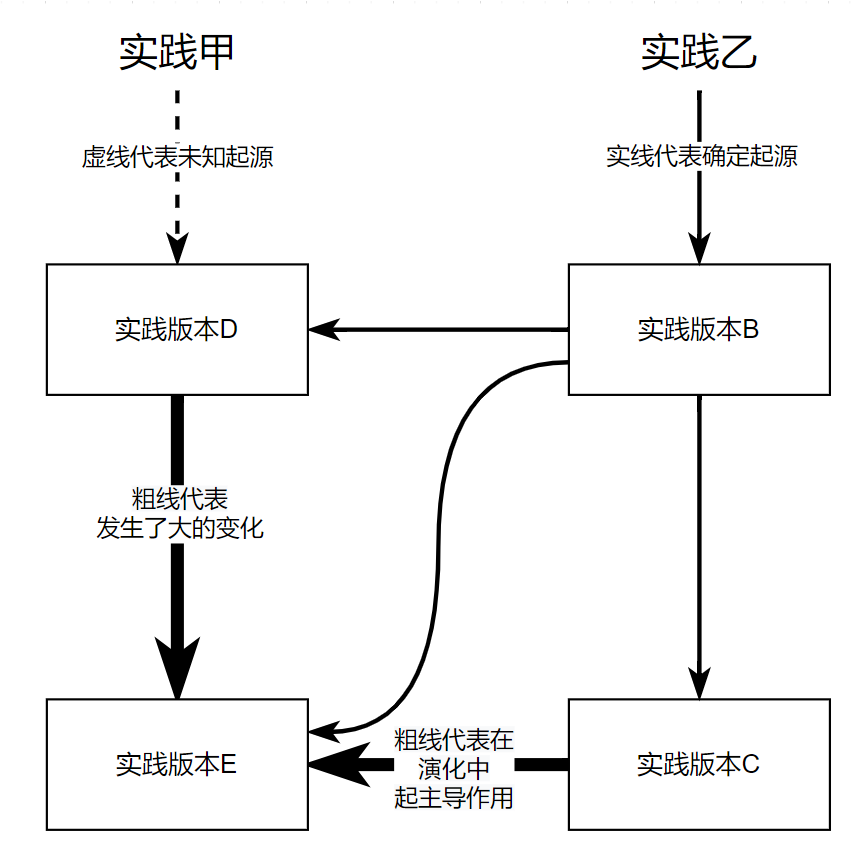 实践甲
实践乙
虚线代表未知起源
实线代表确定起源
实践版本D
实践版本B
粗线代表
发生了大的变化
粗线代表在
演化中
起主导作用
实践版本E
实践版本C